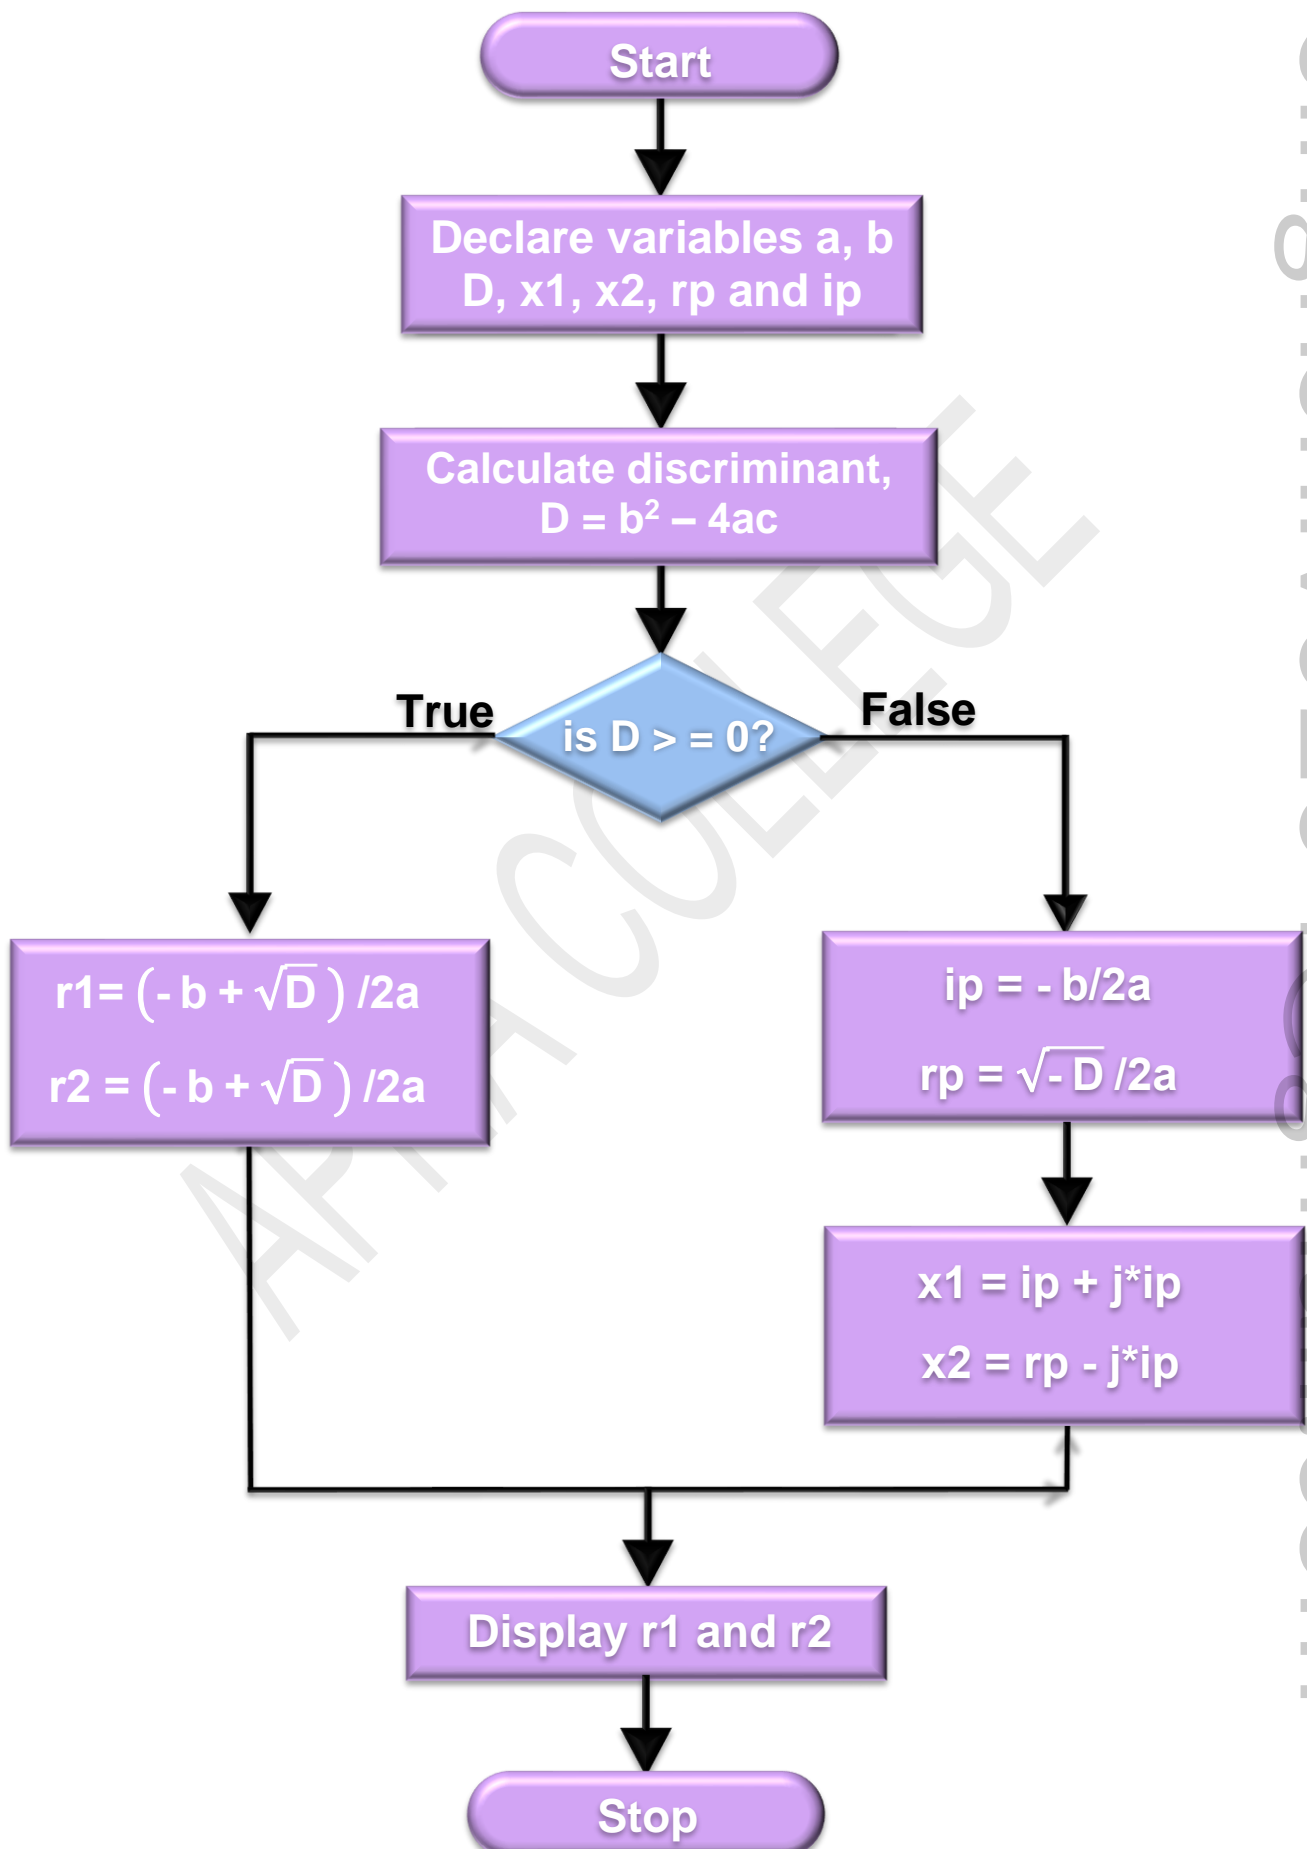 Start
Declare variables a, b
D, x1, x2, rp and ip
Calculate discriminant,
D = b² – 4ac
is D > = 0?
True
False
r1= (- b + √D ) /2a
r2 = (- b + √D ) /2a
ip = - b/2a
rp = √- D /2a
x1 = ip + j*ip
x2 = rp - j*ip
Display r1 and r2
Stop
COLLEGE